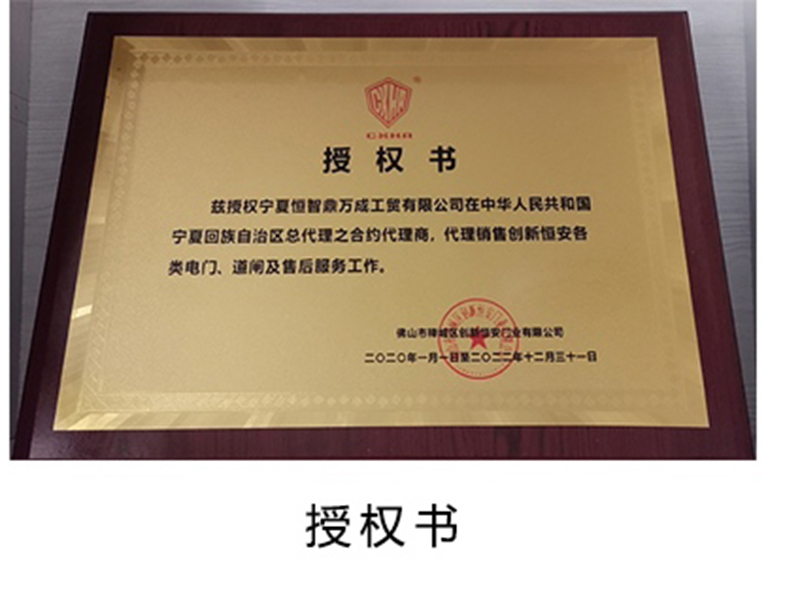 CXHA
®
CXHA
授权书
兹授权宁夏恒智鼎万成工贸有限公司在中华人民共和国
宁夏回族自治区总代理之合约代理商，代理销售创新恒安各
类电门、道闸及售后服务工作。
佛山市禅城区创新恒安门业有限公司
二〇二〇年一月一日至二〇二二年十二月三十一日
授权书